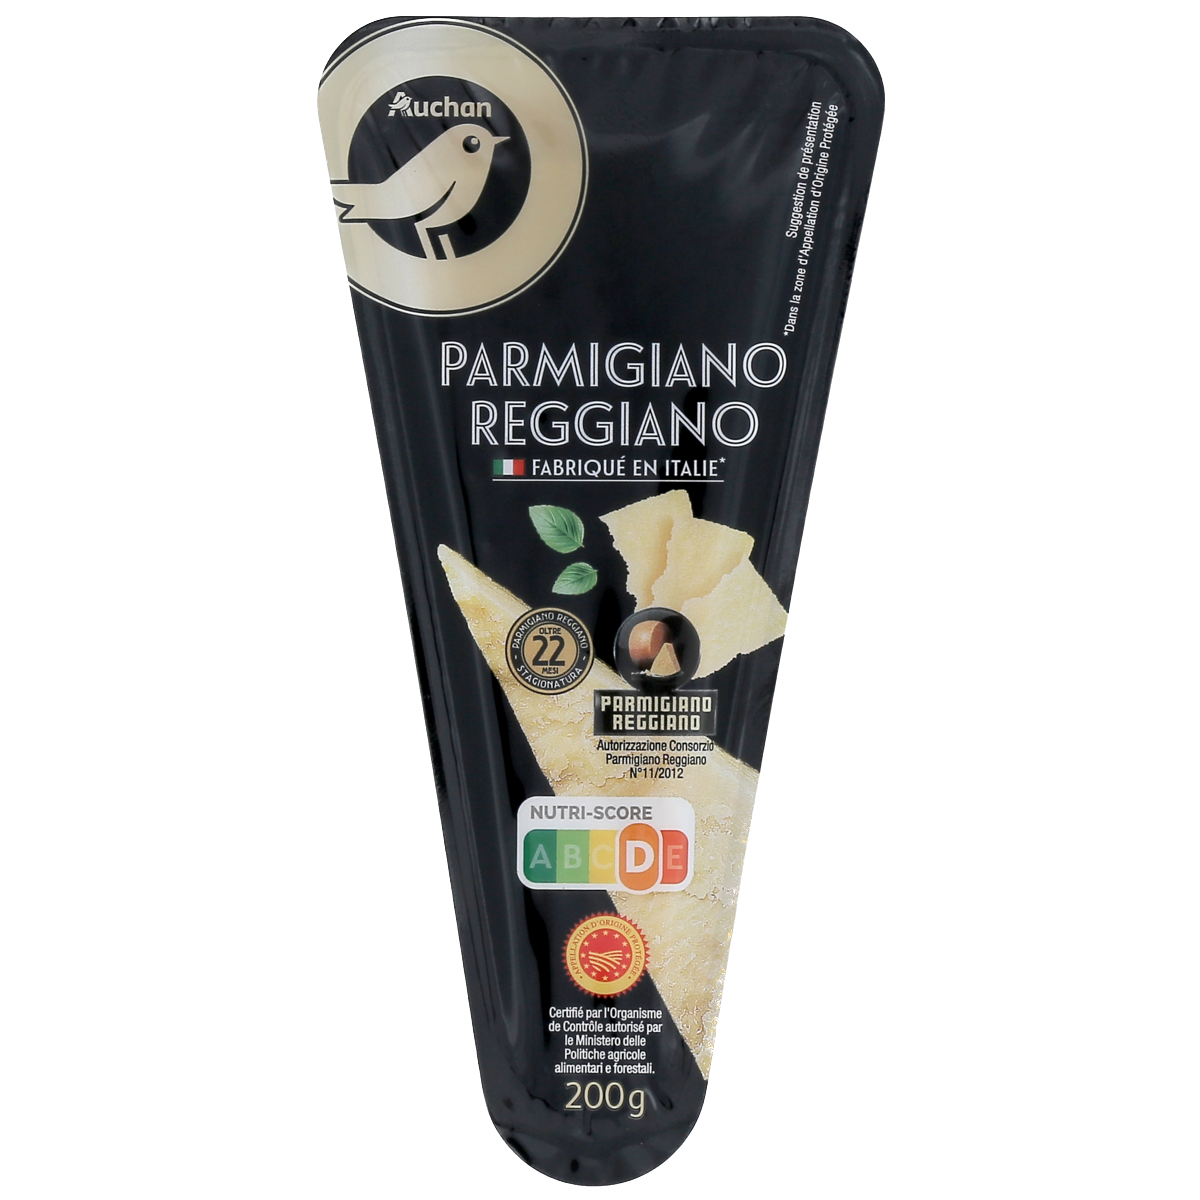 Auchan
Suggestion de présentation
*Dans la zone d'Appellation d'Origine Protégée
PARMIGIANO
REGGIANO
FABRIQUÉ EN ITALIE*
PARMIGIANO REGGIANO
OLTRE
22
MESI
STAGIONATURA
PARMIGIANO
REGGIANO
Autorizzazione Consorzio
Parmigiano Reggiano
N°11/2012
NUTRI-SCORE
A B C D E
APPELLATION D'ORIGINE PROTÉGÉE
Certifié par l'Organisme
de Contrôle autorisé par
le Ministero delle
Politiche agricole
alimentari e forestali.
200g